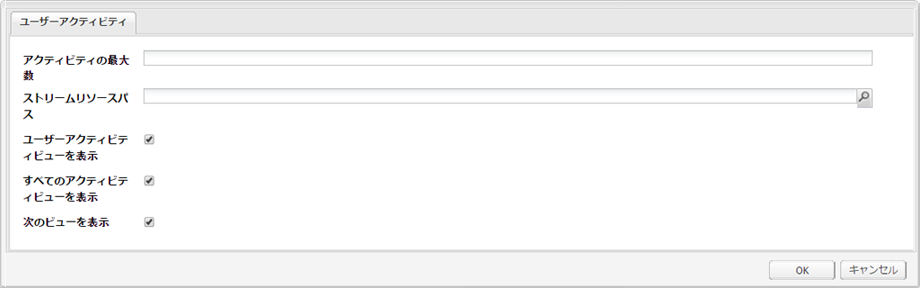 ユーザーアクティビティ
アクティビティの最大
数
ストリームリソースパ
ス
ユーザーアクティビテ
ィビューを表示
すべてのアクティビテ
ィビューを表示
次のビューを表示
OK
キャンセル